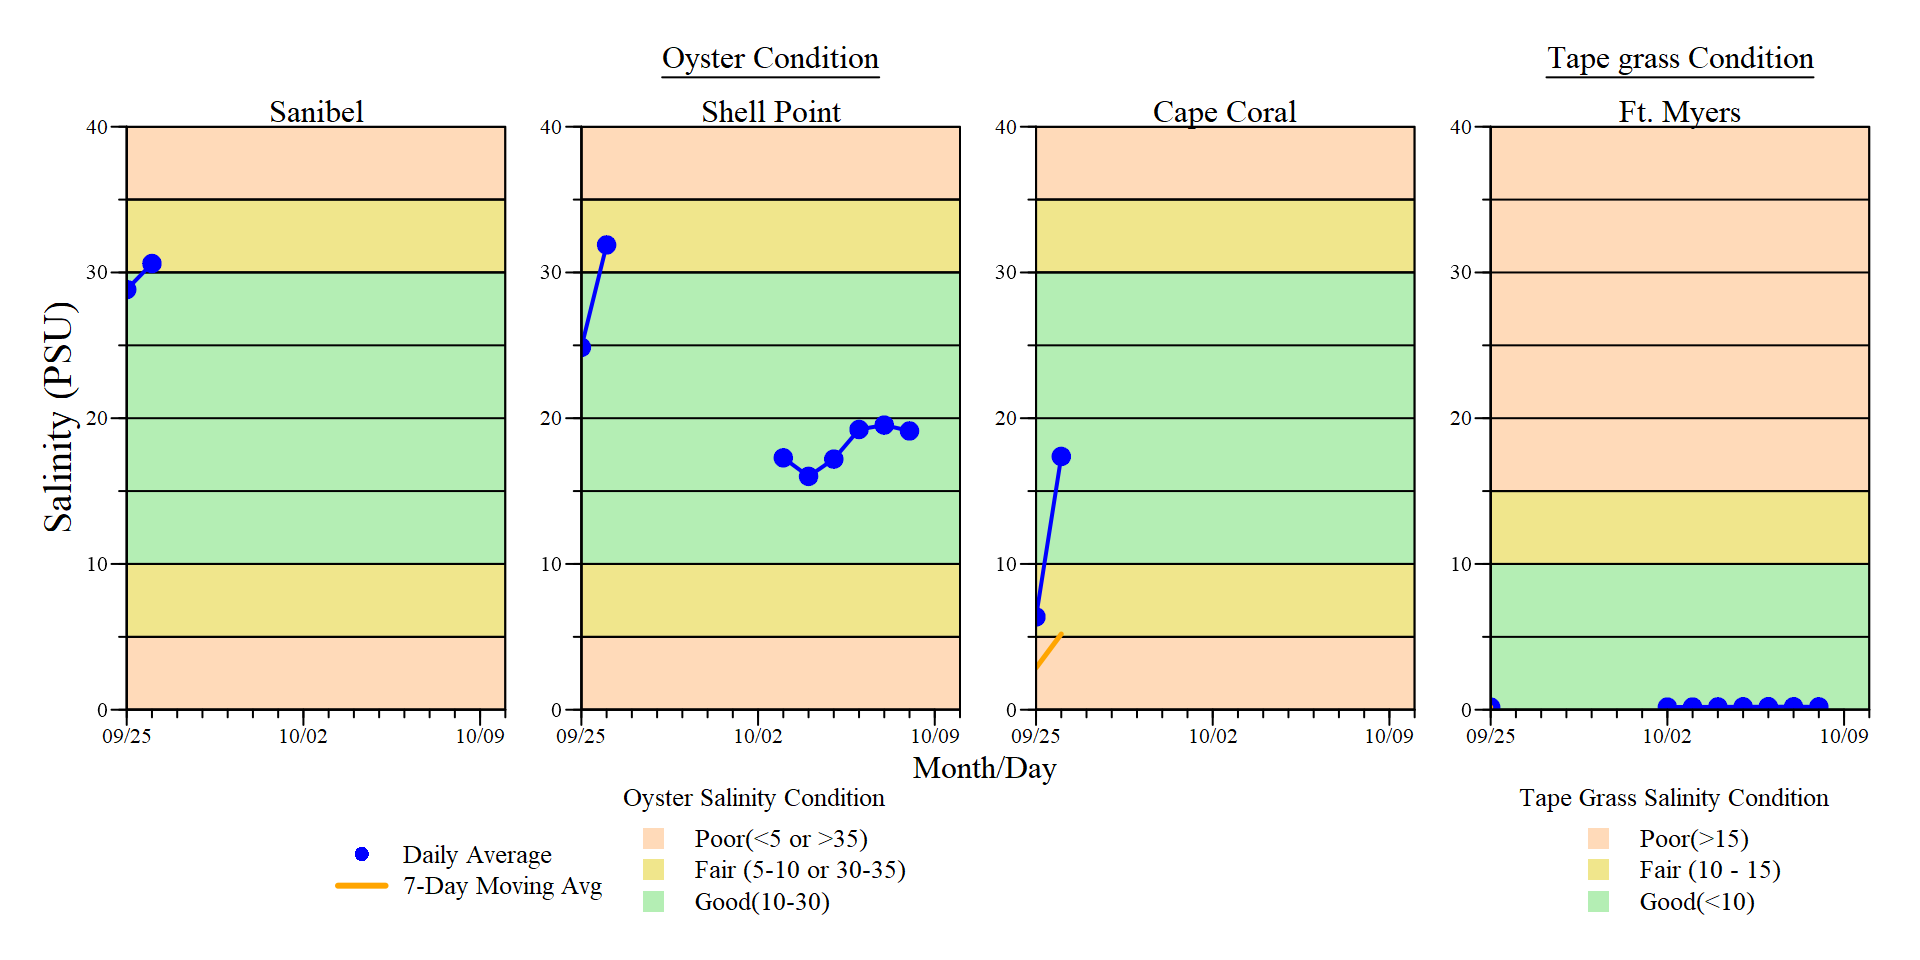 Oyster Condition
Tape grass Condition
Sanibel
Shell Point
Cape Coral
Ft. Myers
Salinity (PSU)
40
30
20
10
0
40
30
20
10
0
40
30
20
10
0
40
30
20
10
0
09/25
10/02
10/09
09/25
10/02
10/09
09/25
10/02
10/09
09/25
10/02
10/09
Month/Day
Daily Average
7-Day Moving Avg
Oyster Salinity Condition
Poor(<5 or >35)
Fair (5-10 or 30-35)
Good(10-30)
Tape Grass Salinity Condition
Poor(>15)
Fair (10 - 15)
Good(<10)